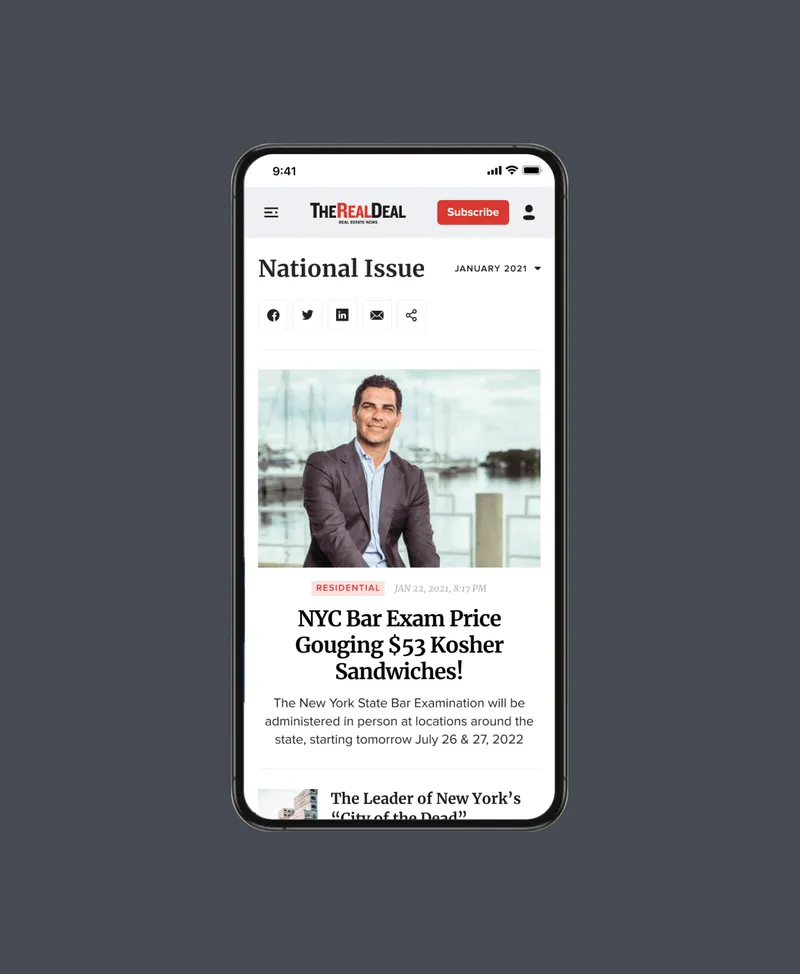 9:41
THEREALDEAL
REAL ESTATE NEWS
Subscribe
National Issue
JANUARY 2021
RESIDENTIAL
JAN 22, 2021, 8:17 PM
NYC Bar Exam Price
Gouging $53 Kosher
Sandwiches!
The New York State Bar Examination will be
administered in person at locations around the
state, starting tomorrow July 26 & 27, 2022
The Leader of New York’s
“City of the Dead”